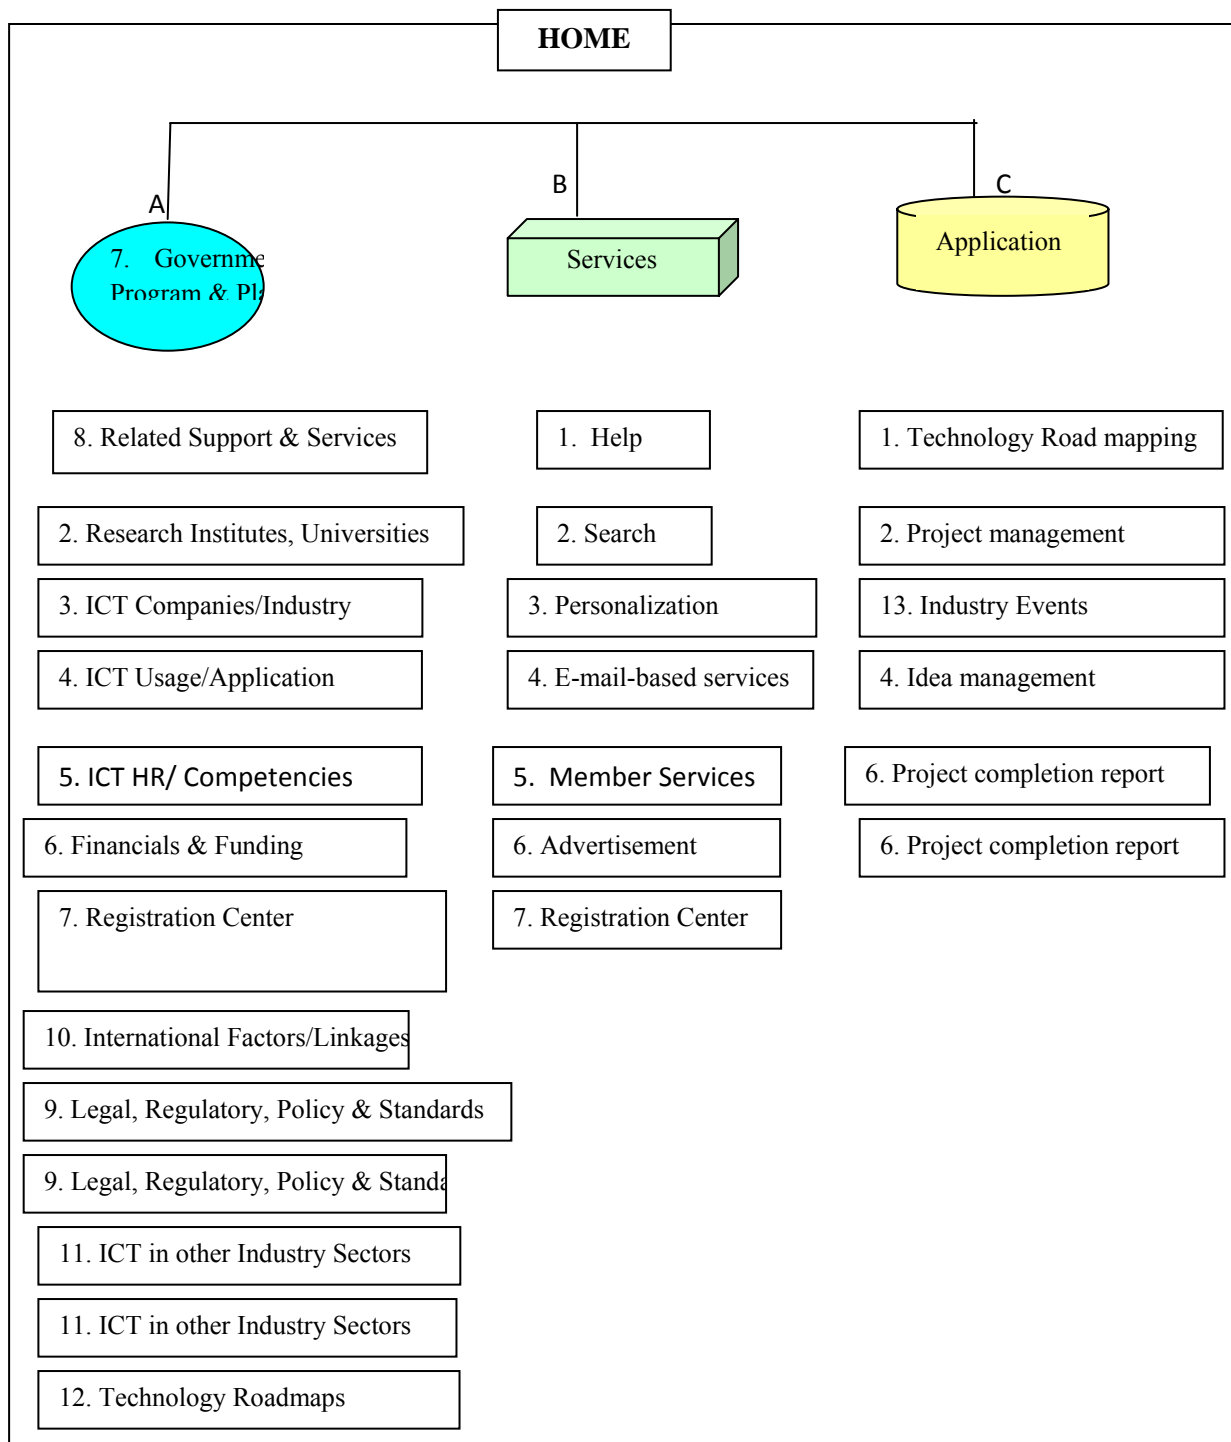 HOME
A
B
C
7. Governme
Program & Pla
Services
Application
8. Related Support & Services
1. Help
1. Technology Road mapping
2. Research Institutes, Universities
2. Search
2. Project management
3. ICT Companies/Industry
3. Personalization
13. Industry Events
4. ICT Usage/Application
4. E-mail-based services
4. Idea management
5. ICT HR/ Competencies
5. Member Services
6. Project completion report
6. Financials & Funding
6. Advertisement
6. Project completion report
7. Registration Center
7. Registration Center
10. International Factors/Linkages
9. Legal, Regulatory, Policy & Standards
9. Legal, Regulatory, Policy & Standa
11. ICT in other Industry Sectors
11. ICT in other Industry Sectors
12. Technology Roadmaps